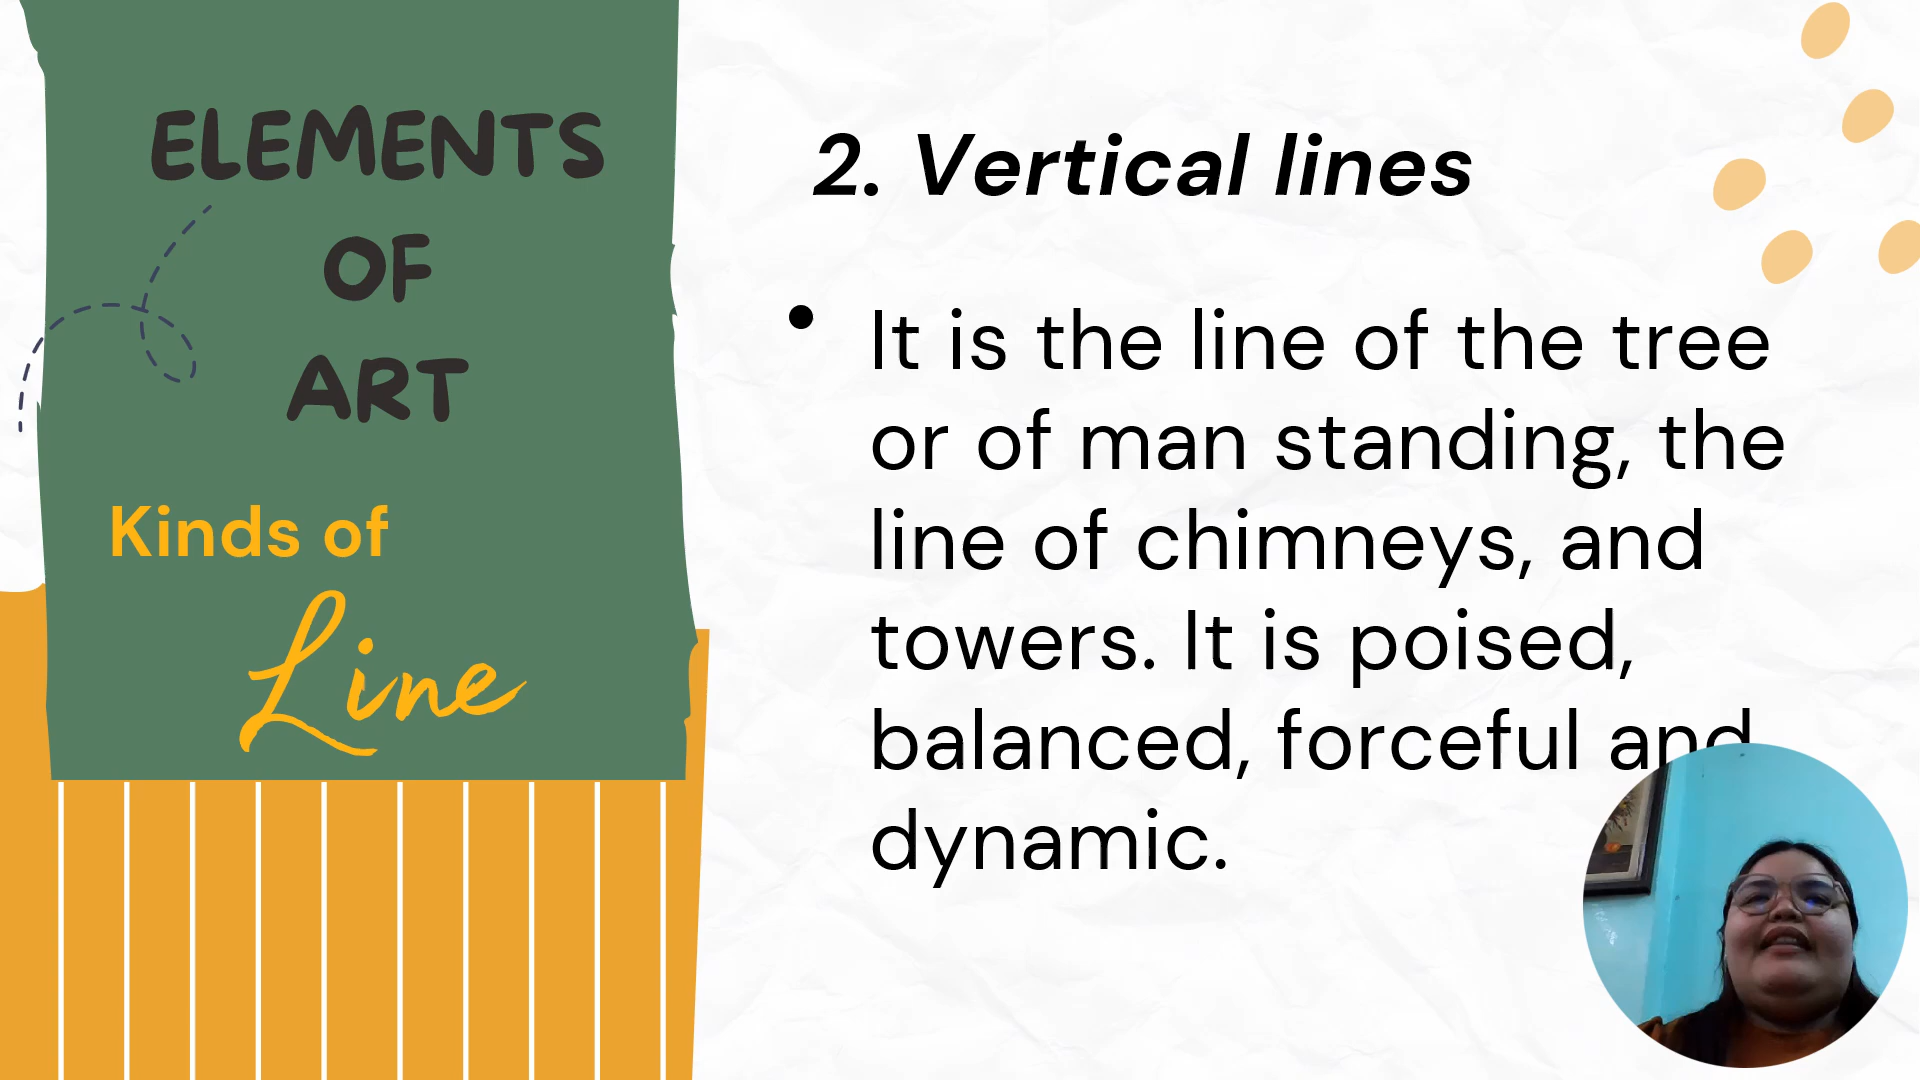 ELEMENTS
OF
ART
Kinds of
Line
2. Vertical lines
• It is the line of the tree
or of man standing, the
line of chimneys, and
towers. It is poised,
balanced, forceful and
dynamic.